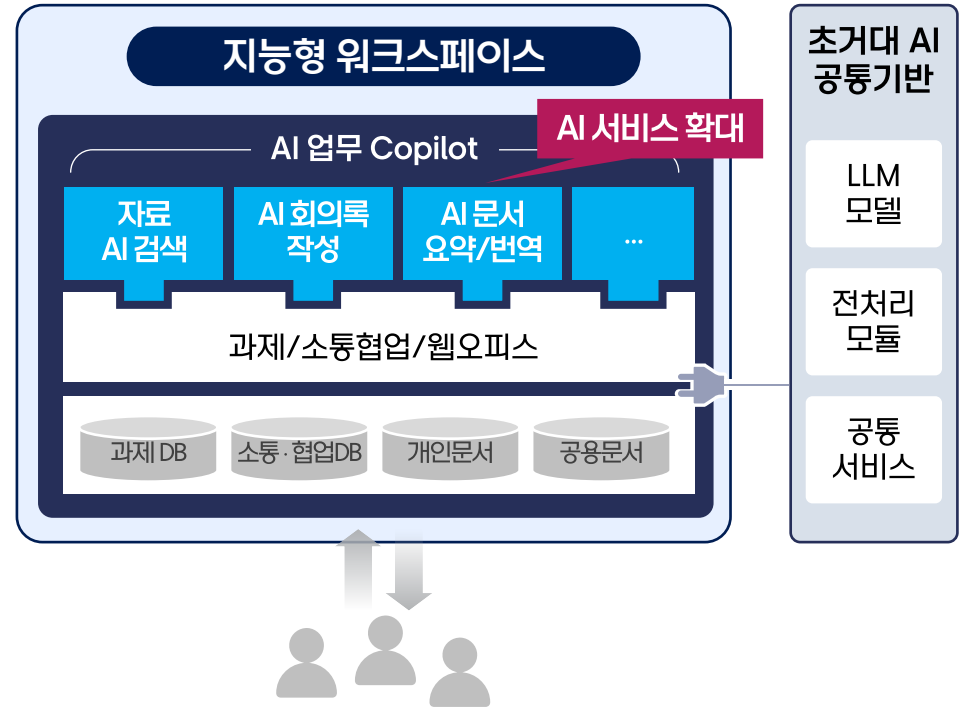 지능형 워크스페이스
AI 업무 Copilot
AI 서비스 확대
자료
AI 검색
AI 회의록
작성
AI 문서
요약/번역
...
과제/소통협업/웹오피스
과제 DB
소통·협업DB
개인문서
공용문서
초거대 AI
공통기반
LLM
모델
전처리
모듈
공통
서비스